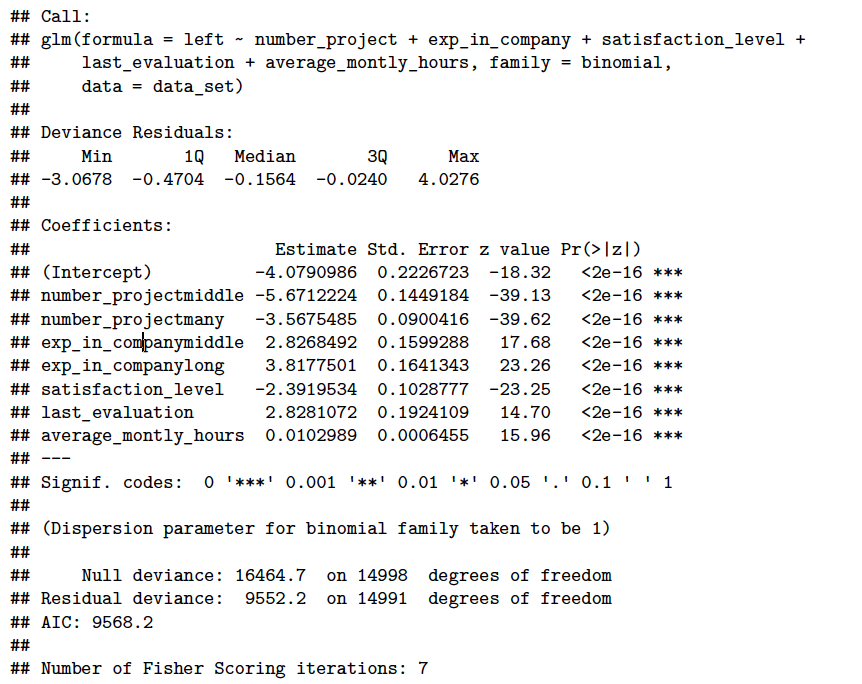 ## Call:
## glm(formula = left ~ number_project + exp_in_company + satisfaction_level +
##     last_evaluation + average_montly_hours, family = binomial,
##     data = data_set)
##
## Deviance Residuals:
##     Min       1Q   Median       3Q      Max
## -3.0678  -0.4704  -0.1564  -0.0240   4.0276
##
## Coefficients:
##                        Estimate Std. Error z value Pr(>|z|)
## (Intercept)          -4.0790986  0.2226723  -18.32   <2e-16 ***
## number_projectmiddle -5.6712224  0.1449184  -39.13   <2e-16 ***
## number_projectmany   -3.5675485  0.0900416  -39.62   <2e-16 ***
## exp_in_companymiddle  2.8268492  0.1599288   17.68   <2e-16 ***
## exp_in_companylong    3.8177501  0.1641343   23.26   <2e-16 ***
## satisfaction_level   -2.3919534  0.1028777  -23.25   <2e-16 ***
## last_evaluation       2.8281072  0.1924109   14.70   <2e-16 ***
## average_montly_hours  0.0102989  0.0006455   15.96   <2e-16 ***
## ---
## Signif. codes:  0 '***' 0.001 '**' 0.01 '*' 0.05 '.' 0.1 ' ' 1
##
## (Dispersion parameter for binomial family taken to be 1)
##
##     Null deviance: 16464.7  on 14998  degrees of freedom
## Residual deviance:  9552.2  on 14991  degrees of freedom
## AIC: 9568.2
##
## Number of Fisher Scoring iterations: 7